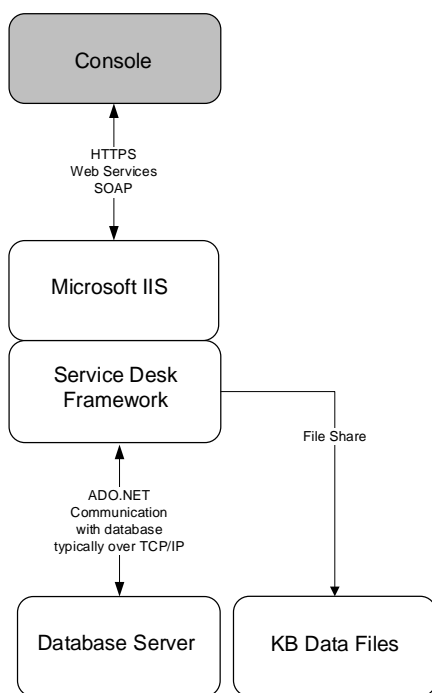 Console
HTTPS
Web Services
SOAP
Microsoft IIS
Service Desk
Framework
File Share
ADO.NET
Communication
with database
typically over TCP/IP
Database Server
KB Data Files